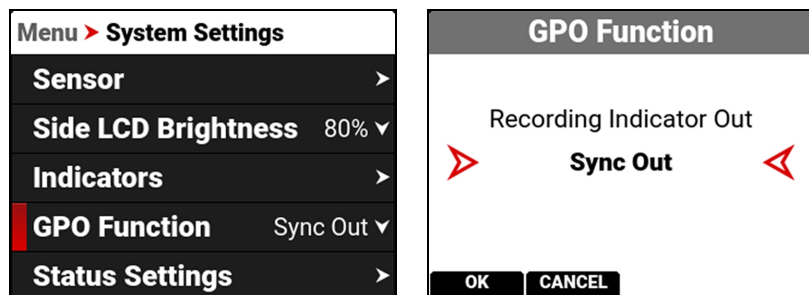 Menu > System Settings
Sensor
Side LCD Brightness 80%
Indicators
GPO Function Sync Out
Status Settings
GPO Function
Recording Indicator Out
Sync Out
OK CANCEL